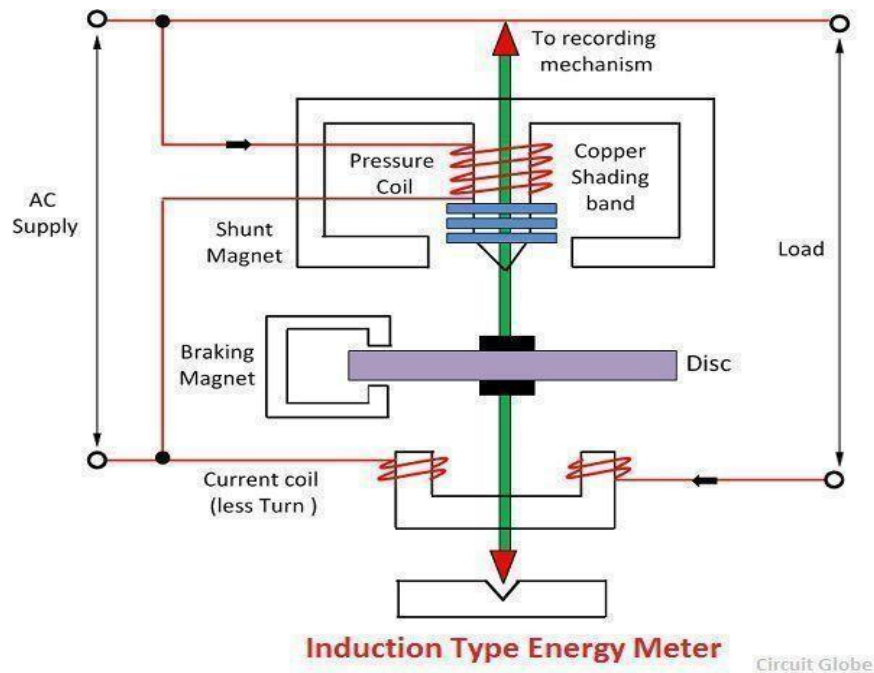 To recording
mechanism
Pressure
Coil
Copper
Shading
band
AC
Supply
Shunt
Magnet
Load
Braking
Magnet
Disc
Current coil
(less Turn )
Induction Type Energy Meter
Circuit Globe